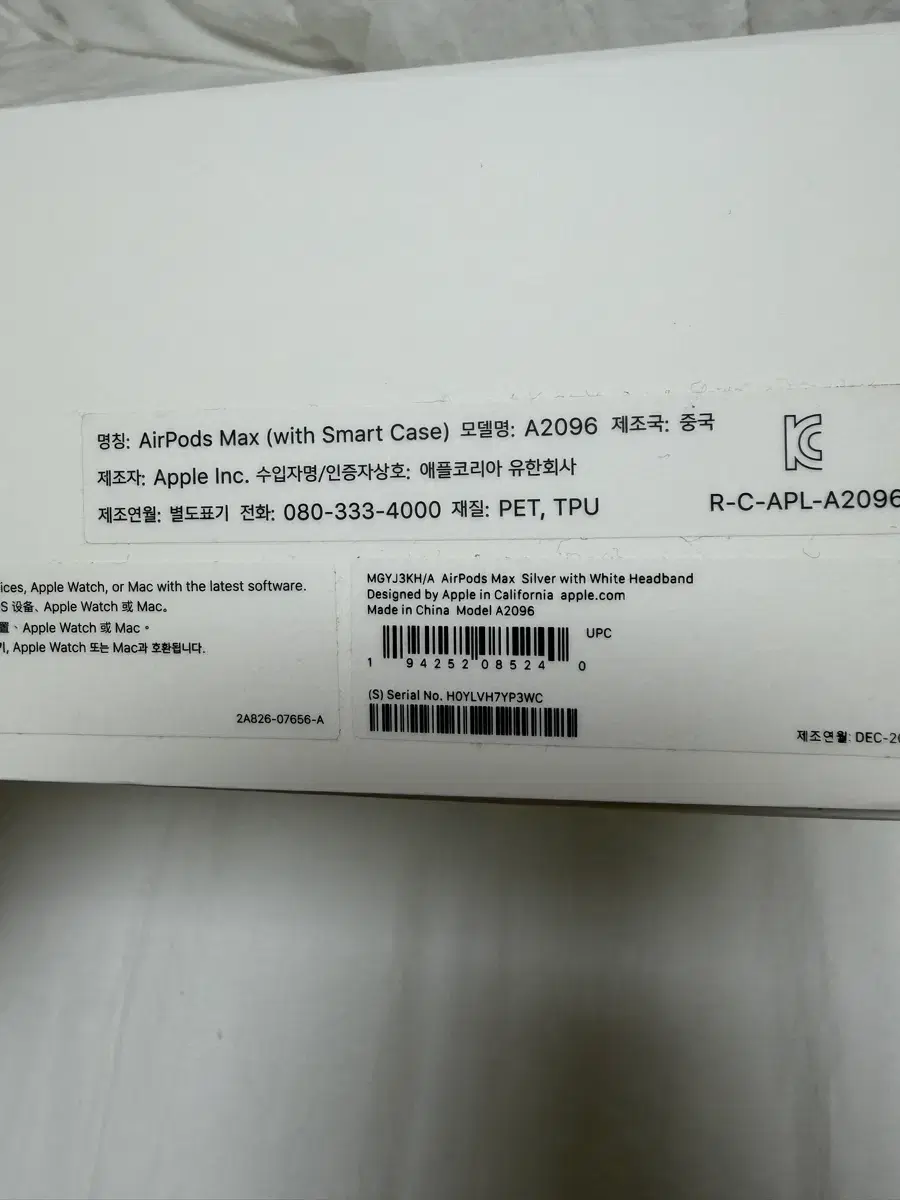 명칭: AirPods Max (with Smart Case) 모델명: A2096 제조국: 중국
제조자: Apple Inc. 수입자명/인증자상호: 애플코리아 유한회사
제조연월: 별도표기 전화: 080-333-4000 재질: PET, TPU
R-C-APL-A2096
ices, Apple Watch, or Mac with the latest software.
S 设备、Apple Watch 或 Mac。
置、Apple Watch 或 Mac。
기, Apple Watch 또는 Mac과 호환됩니다.
2A826-07656-A
MGYJ3KH/A AirPods Max Silver with White Headband
Designed by Apple in California apple.com
Made in China Model A2096
UPC
1 94252 08524 0
(S) Serial No. H0YLVH7YP3WC
제조연월: DEC-20